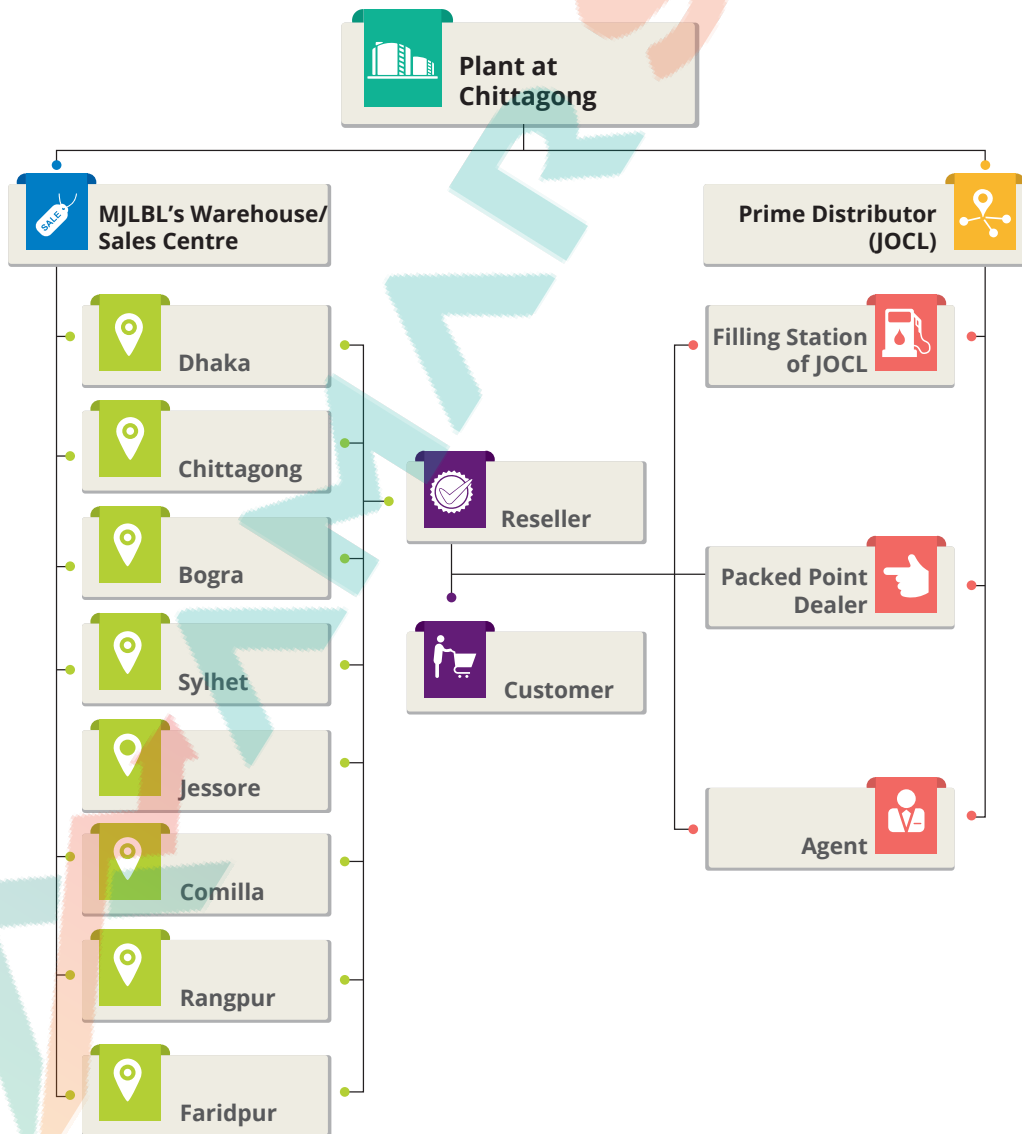 Plant at
Chittagong
MJLBL’s Warehouse/
Sales Centre
Prime Distributor
(JOCL)
SALE
Dhaka
Chittagong
Bogra
Sylhet
Jessore
Comilla
Rangpur
Faridpur
Reseller
Customer
Filling Station
of JOCL
Packed Point
Dealer
Agent